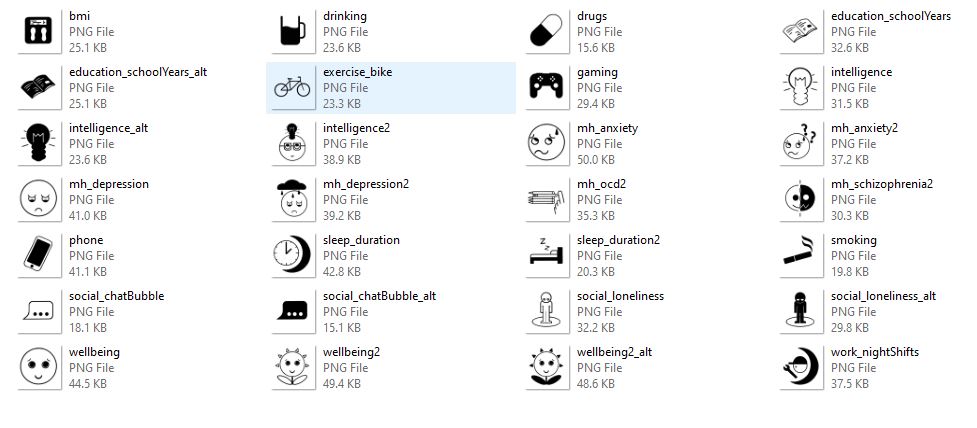 bmi
PNG File
25.1 KB
drinking
PNG File
23.6 KB
drugs
PNG File
15.6 KB
education_schoolYears
PNG File
32.6 KB
education_schoolYears_alt
PNG File
25.1 KB
exercise_bike
PNG File
23.3 KB
gaming
PNG File
29.4 KB
intelligence
PNG File
31.5 KB
intelligence_alt
PNG File
23.6 KB
intelligence2
PNG File
38.9 KB
mh_anxiety
PNG File
50.0 KB
mh_anxiety2
PNG File
37.2 KB
mh_depression
PNG File
41.0 KB
mh_depression2
PNG File
39.2 KB
mh_ocd2
PNG File
35.3 KB
mh_schizophrenia2
PNG File
30.3 KB
phone
PNG File
41.1 KB
sleep_duration
PNG File
42.8 KB
sleep_duration2
PNG File
20.3 KB
smoking
PNG File
19.8 KB
social_chatBubble
PNG File
18.1 KB
social_chatBubble_alt
PNG File
15.1 KB
social_loneliness
PNG File
32.2 KB
social_loneliness_alt
PNG File
29.8 KB
wellbeing
PNG File
44.5 KB
wellbeing2
PNG File
49.4 KB
wellbeing2_alt
PNG File
48.6 KB
work_nightShifts
PNG File
37.5 KB